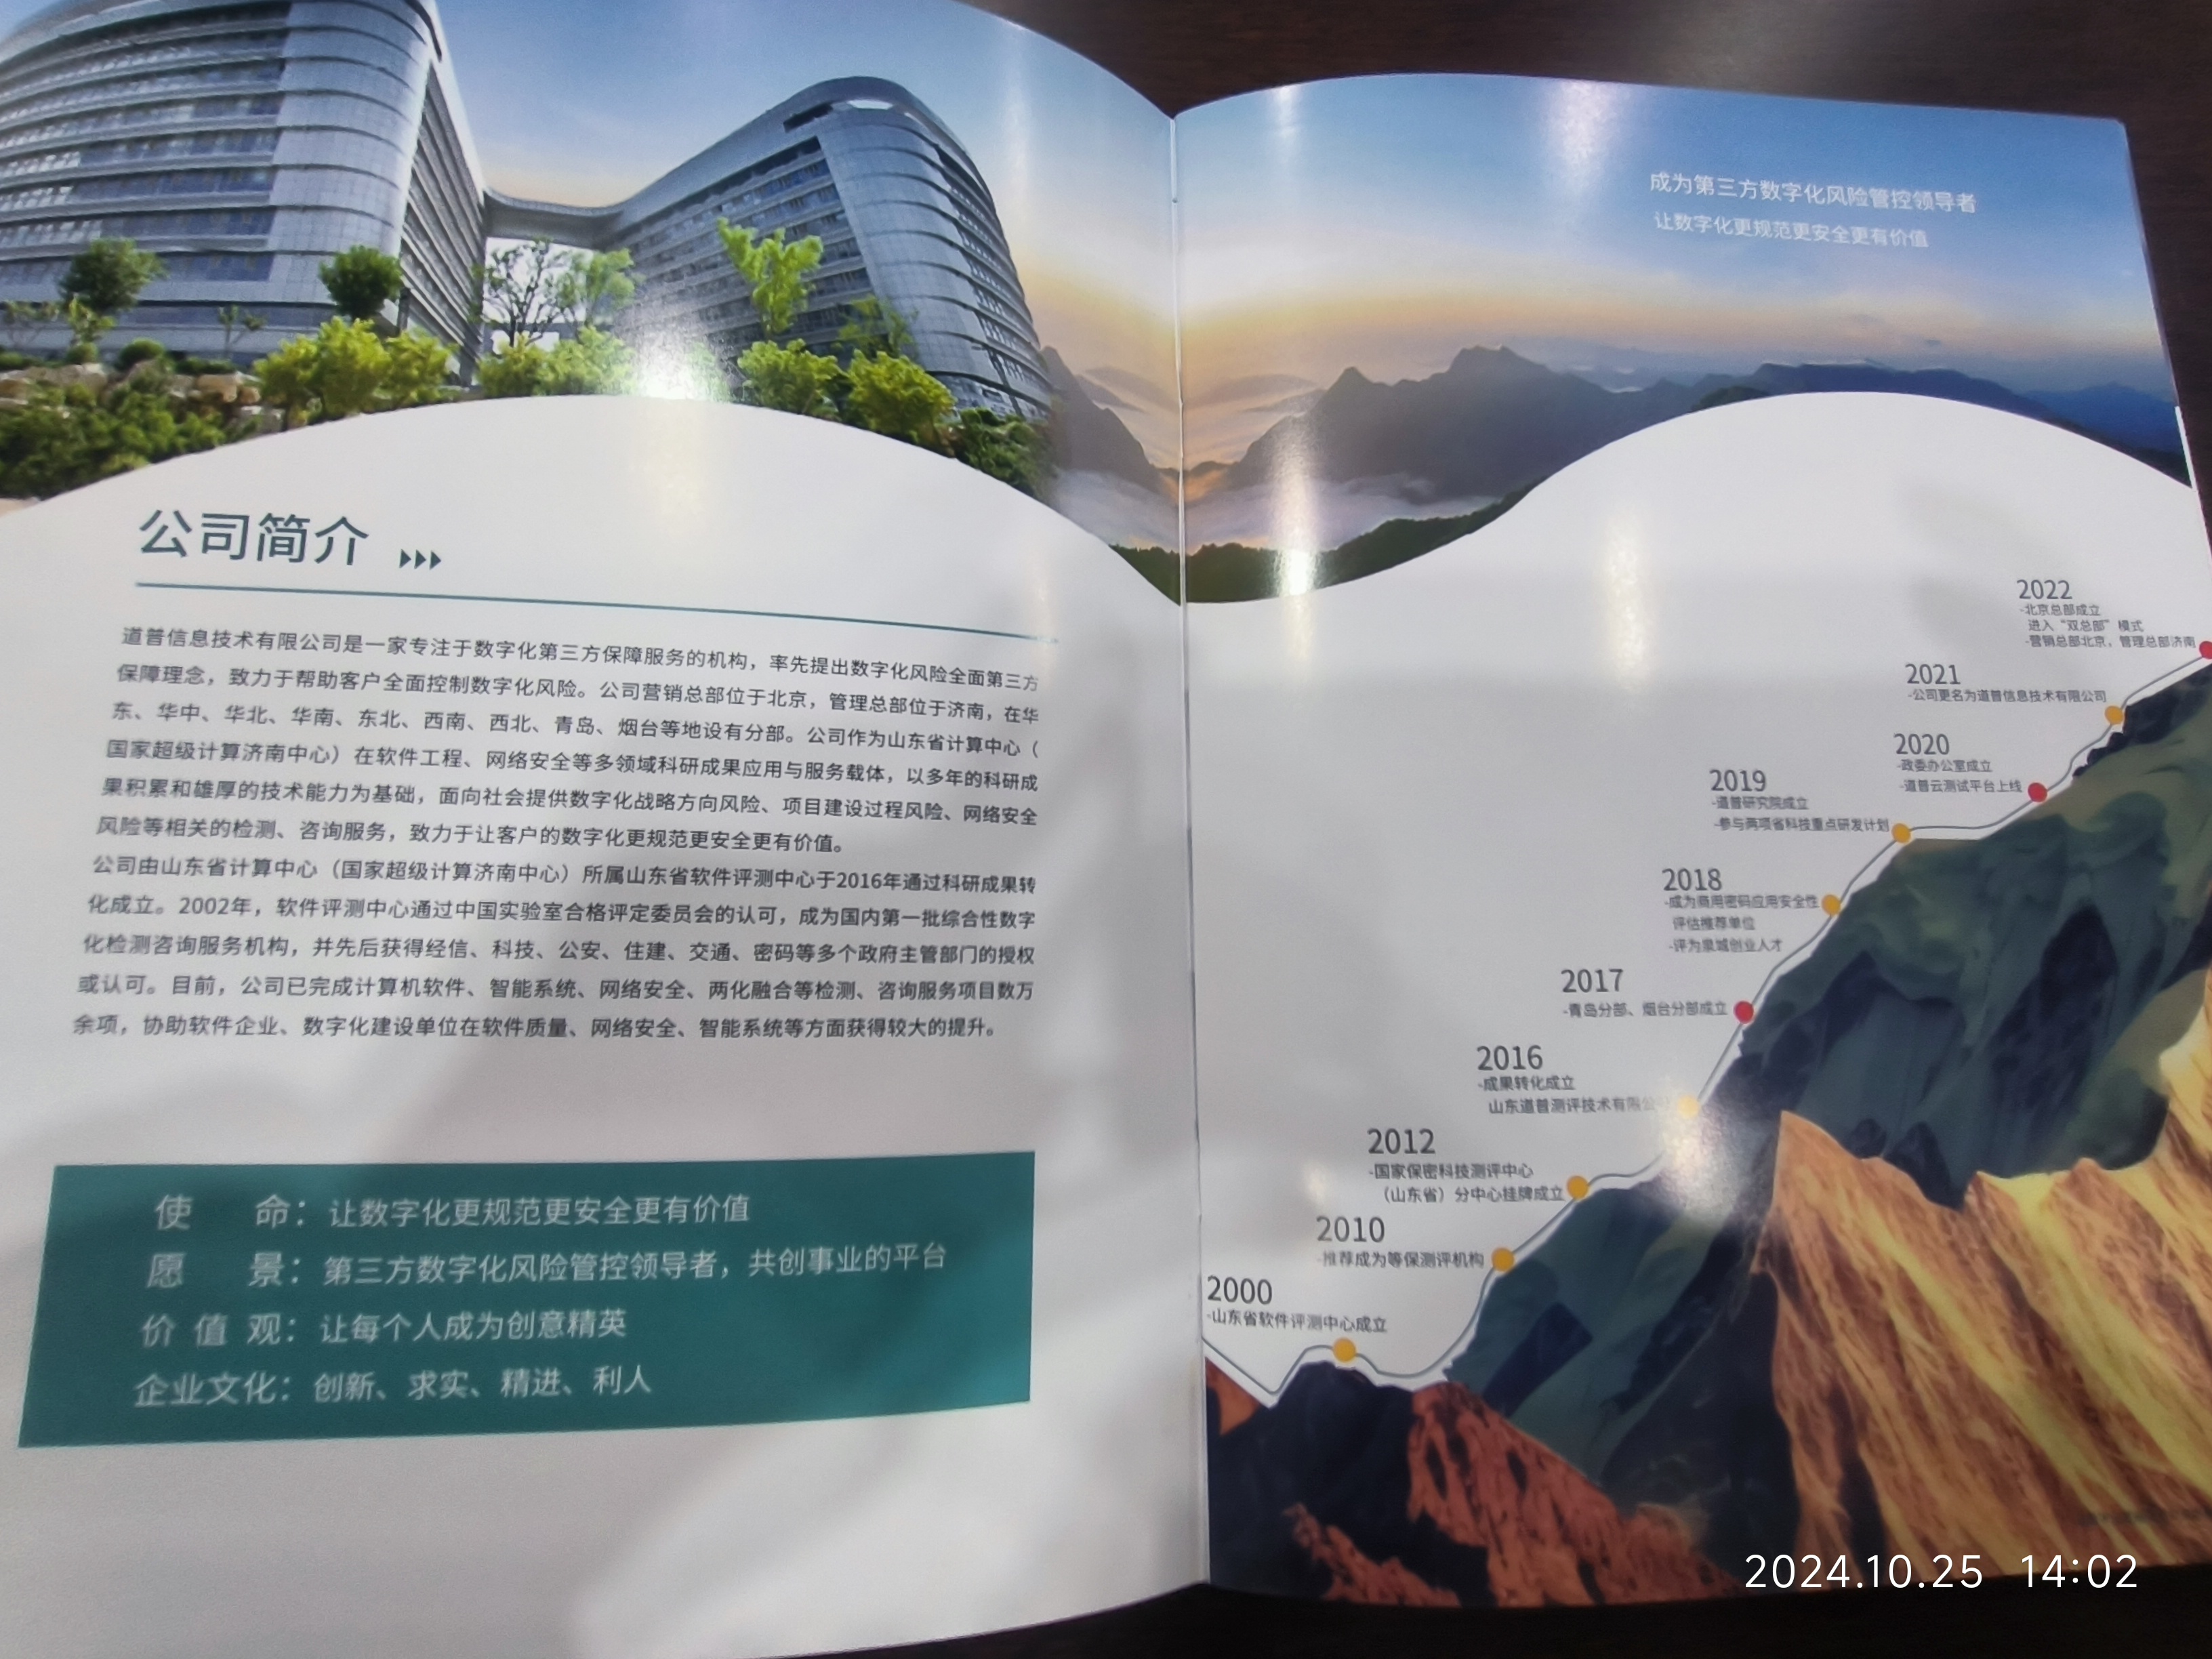 公司简介
道普信息技术有限公司是一家专注于数字化第三方保障服务的机构，率先提出数字化风险全面第三方
保障理念，致力于帮助客户全面控制数字化风险。公司营销总部位于北京，管理总部位于济南，在华
东、华中、华北、华南、东北、西南、西北、青岛、烟台等地设有分部。公司作为山东省计算中心（
国家超级计算济南中心）在软件工程、网络安全等多领域科研成果应用与服务载体，以多年的科研成
果积累和雄厚的技术能力为基础，面向社会提供数字化战略方向风险、项目建设过程风险、网络安全
风险等相关的检测、咨询服务，致力于让客户的数字化更规范更安全更有价值。
公司由山东省计算中心（国家超级计算济南中心）所属山东省软件评测中心于2016年通过科研成果转
化成立。2002年，软件评测中心通过中国实验室合格评定委员会的认可，成为国内第一批综合性数字
化检测咨询服务机构，并先后获得经信、科技、公安、住建、交通、密码等多个政府主管部门的授权
或认可。目前，公司已完成计算机软件、智能系统、网络安全、两化融合等检测、咨询服务项目数万
余项，协助软件企业、数字化建设单位在软件质量、网络安全、智能系统等方面获得较大的提升。
使命：让数字化更规范更安全更有价值
愿景：第三方数字化风险管控领导者，共创事业的平台
价值观：让每个人成为创意精英
企业文化：创新、求实、精进、利人
成为第三方数字化风险管控领导者
让数字化更规范更安全更有价值
2022
-北京总部成立
进入“双总部”模式
-营销总部北京，管理总部济南
2021
-公司更名为道普信息技术有限公司
2020
-政委办公室成立
-道普云测试平台上线
2019
-道普研究院成立
-参与两项省科技重点研发计划
2018
-成为商用密码应用安全性
评估推荐单位
-评为泉城创业人才
2017
-青岛分部、烟台分部成立
2016
-成果转化成立
山东道普测评技术有限公
2012
-国家保密科技测评中心
（山东省）分中心挂牌成立
2010
-推荐成为等保测评机构
2000
-山东省软件评测中心成立
2024.10.25 14:02